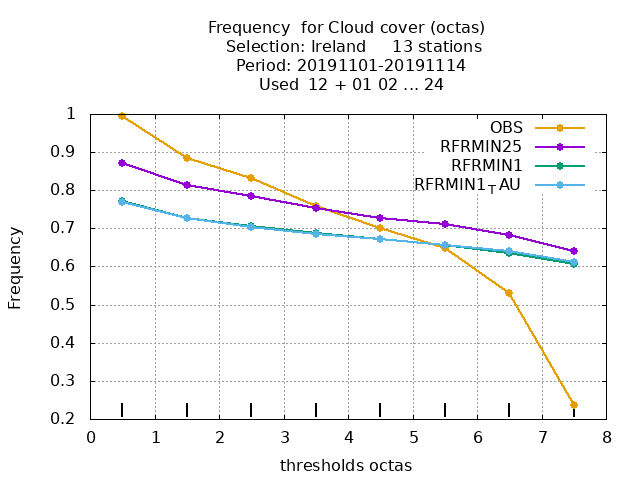 Frequency  for Cloud cover (octas)
Selection: Ireland     13 stations
Period: 20191101-20191114
Used  12 + 01 02 ... 24
OBS
RFRMIN25
RFRMIN1
RFRMIN1_TAU
Frequency
1
0.9
0.8
0.7
0.6
0.5
0.4
0.3
0.2
0 1 2 3 4 5 6 7 8
thresholds octas